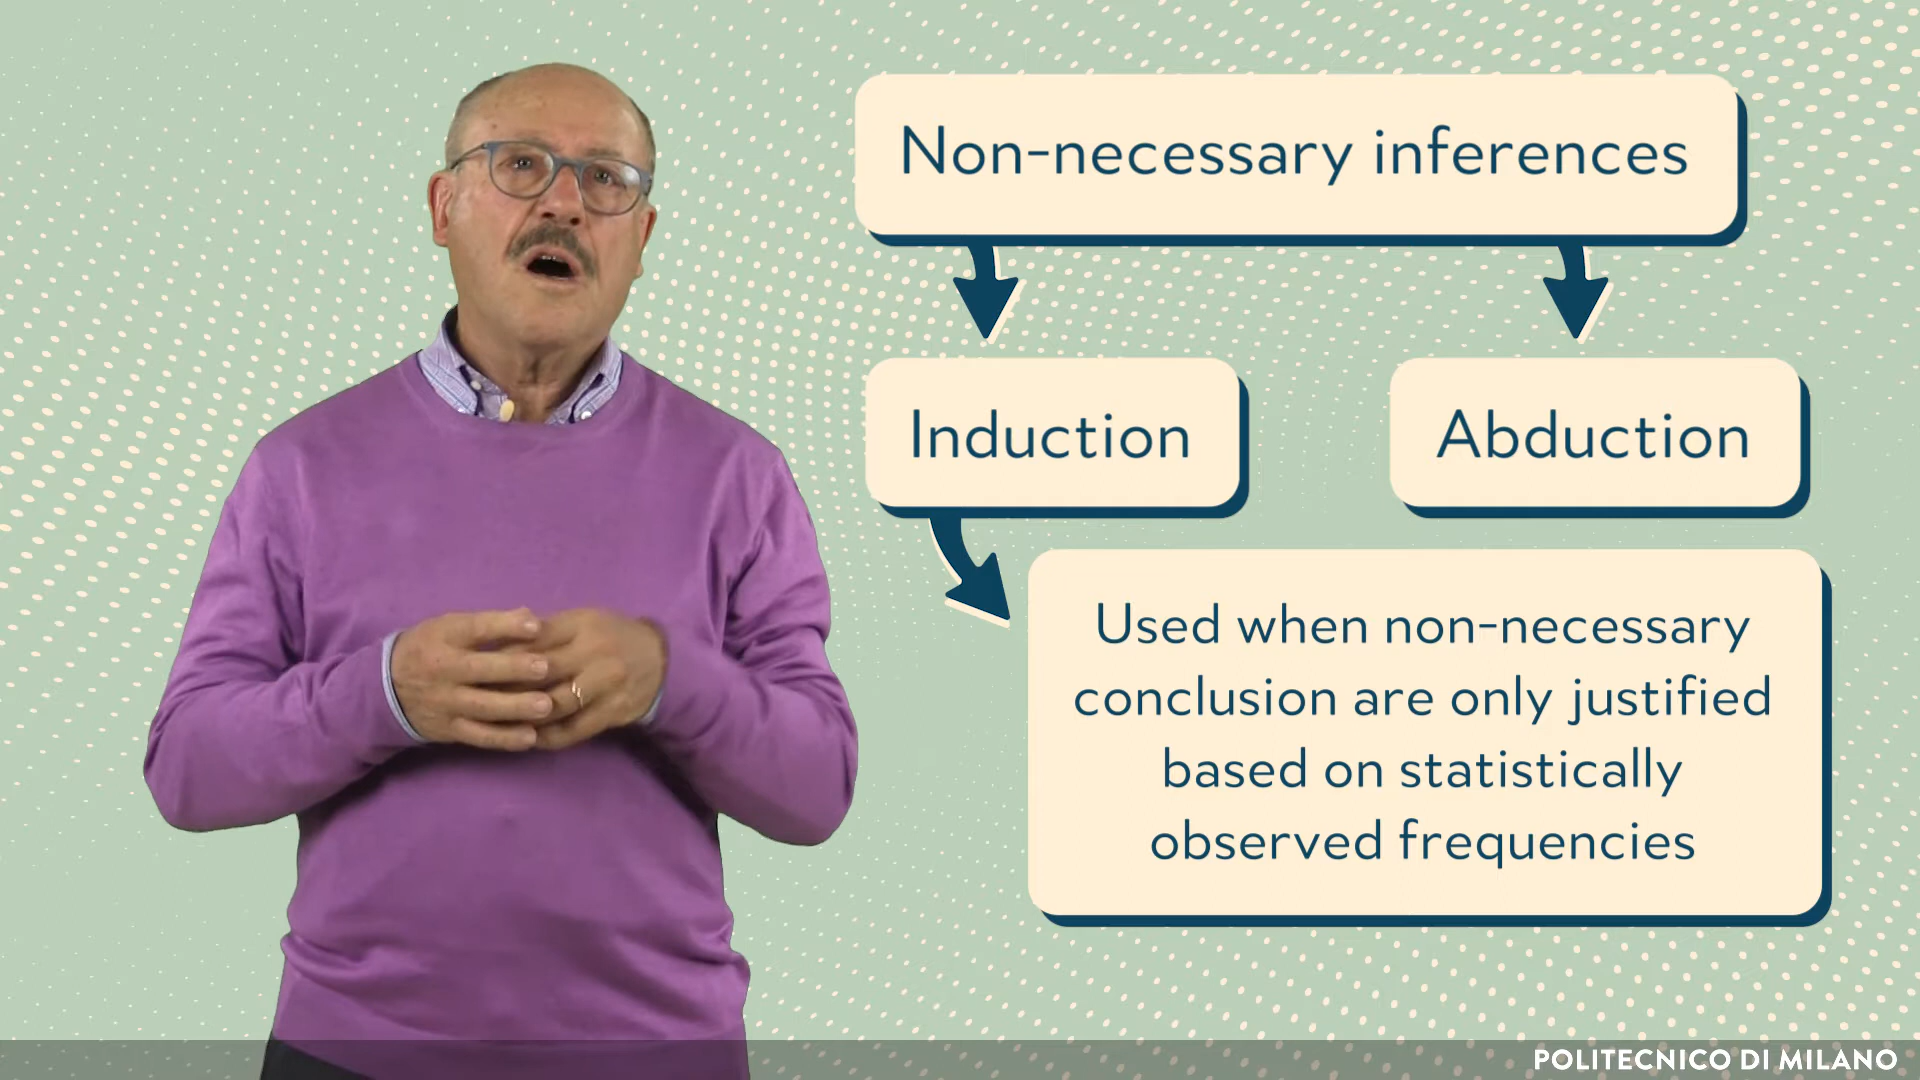 Non-necessary inferences
Induction
Abduction
Used when non-necessary
conclusion are only justified
based on statistically
observed frequencies
POLITECNICO DI MILANO